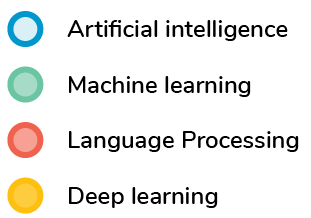 Artificial intelligence
Machine learning
Language Processing
Deep learning